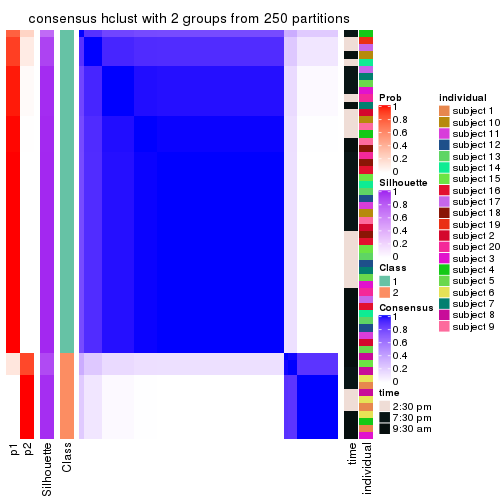 consensus hclust with 2 groups from 250 partitions
Prob
1
0.8
0.6
0.4
0.2
0
Silhouette
1
0.8
0.6
0.4
0.2
0
Class
1
2
Consensus
1
0.8
0.6
0.4
0.2
0
time
2:30 pm
7:30 pm
9:30 am
individual
subject 1
subject 10
subject 11
subject 12
subject 13
subject 14
subject 15
subject 16
subject 17
subject 18
subject 19
subject 2
subject 20
subject 3
subject 4
subject 5
subject 6
subject 7
subject 8
subject 9
p1
p2
Silhouette
Class
time
individual